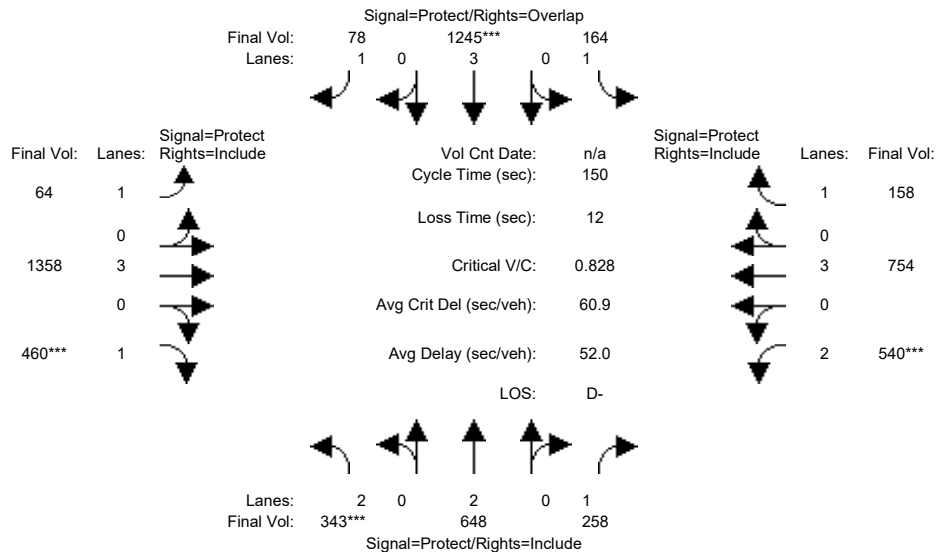 Signal=Protect/Rights=Overlap
Final Vol: 78 1245*** 164
Lanes: 1 0 3 0 1
Signal=Protect
Final Vol: Lanes: Rights=Include
Vol Cnt Date: n/a
Signal=Protect
Rights=Include Lanes: Final Vol:
Cycle Time (sec): 150
64 1
1 158
Loss Time (sec): 12
0
0
1358 3
Critical V/C: 0.828
3 754
0
Avg Crit Del (sec/veh): 60.9
0
460*** 1
Avg Delay (sec/veh): 52.0
2 540***
LOS: D-
Lanes: 2 0 2 0 1
Final Vol: 343*** 648 258
Signal=Protect/Rights=Include